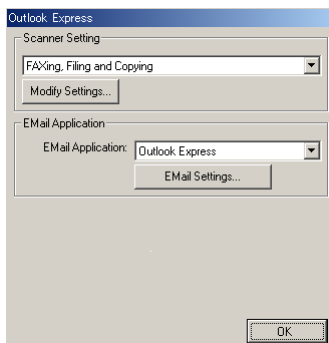 Outlook Express
Scanner Setting
FAXing, Filing and Copying
Modify Settings...
EMail Application
EMail Application: Outlook Express
EMail Settings...
OK